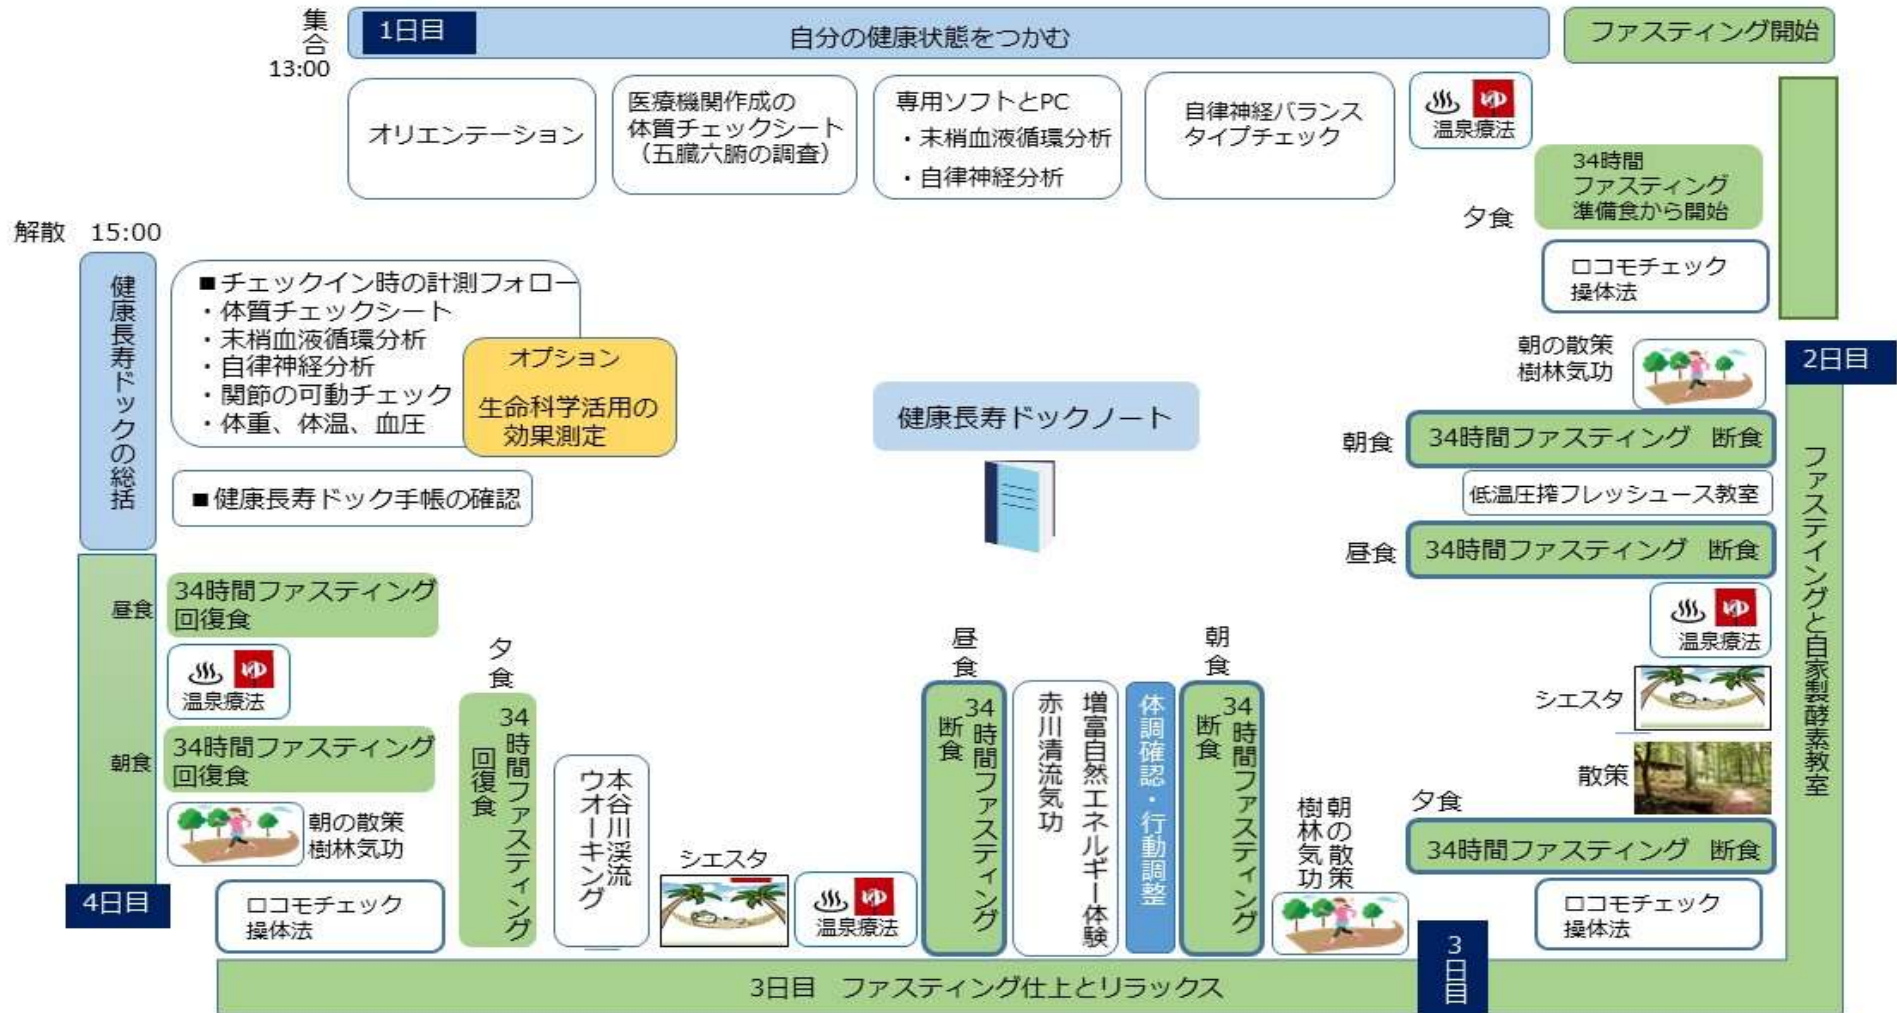 集合
13:00
1日目
自分の健康状態をつかむ
ファスティング開始
オリエンテーション
医療機関作成の
体質チェックシート
（五臓六腑の調査）
専用ソフトとPC
・末梢血液循環分析
・自律神経分析
自律神経バランス
タイプチェック
ゆ
温泉療法
夕食
34時間
ファスティング
準備食から開始
ロコモチェック
操体法
2日目
ファステイングと自家製酵素教室
朝の散策
樹林気功
朝食
34時間ファスティング 断食
低温圧搾フレッシュース教室
昼食
34時間ファスティング 断食
ゆ
温泉療法
シエスタ
散策
夕食
34時間ファスティング 断食
ロコモチェック
操体法
3日目
3日目 ファスティング仕上とリラックス
朝の散策
樹林気功
朝食
34時間ファスティング
断食
体調確認・行動調整
増富自然エネルギー体験
赤川清流気功
昼食
34時間ファスティング
断食
ゆ
温泉療法
シエスタ
本谷川渓流
ウオーキング
夕食
34時間ファスティング
回復食
ロコモチェック
操体法
4日目
朝の散策
樹林気功
朝食
34時間ファスティング
回復食
ゆ
温泉療法
昼食
34時間ファスティング
回復食
健康長寿ドックの総括
■健康長寿ドック手帳の確認
■チェックイン時の計測フォロー
・体質チェックシート
・末梢血液循環分析
・自律神経分析
・関節の可動チェック
・体重、体温、血圧
オプション
生命科学活用の
効果測定
解散 15:00
健康長寿ドックノート